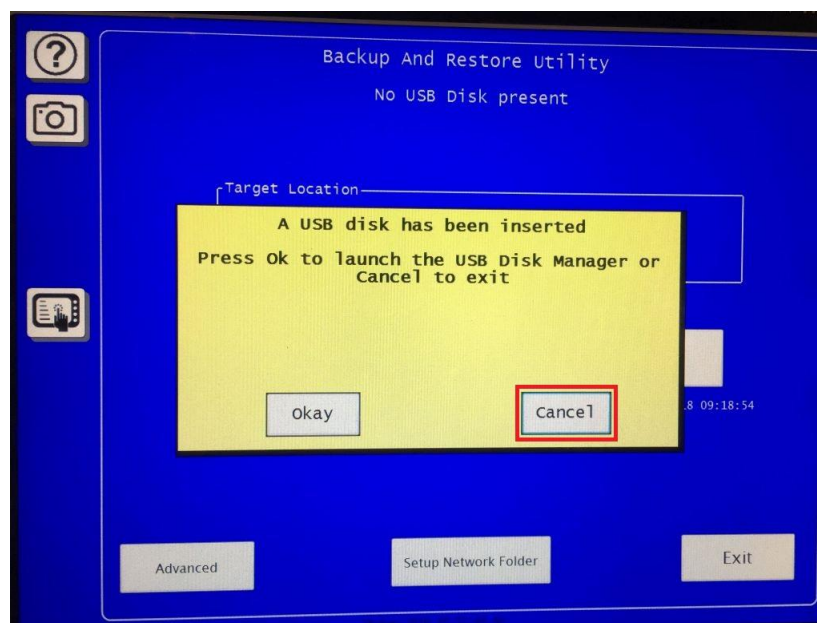 ?
Backup And Restore Utility
No USB Disk present
Target Location
A USB disk has been inserted
Press Ok to launch the USB Disk Manager or
Cancel to exit
Okay
Cancel
8 09:18:54
Advanced
Setup Network Folder
Exit